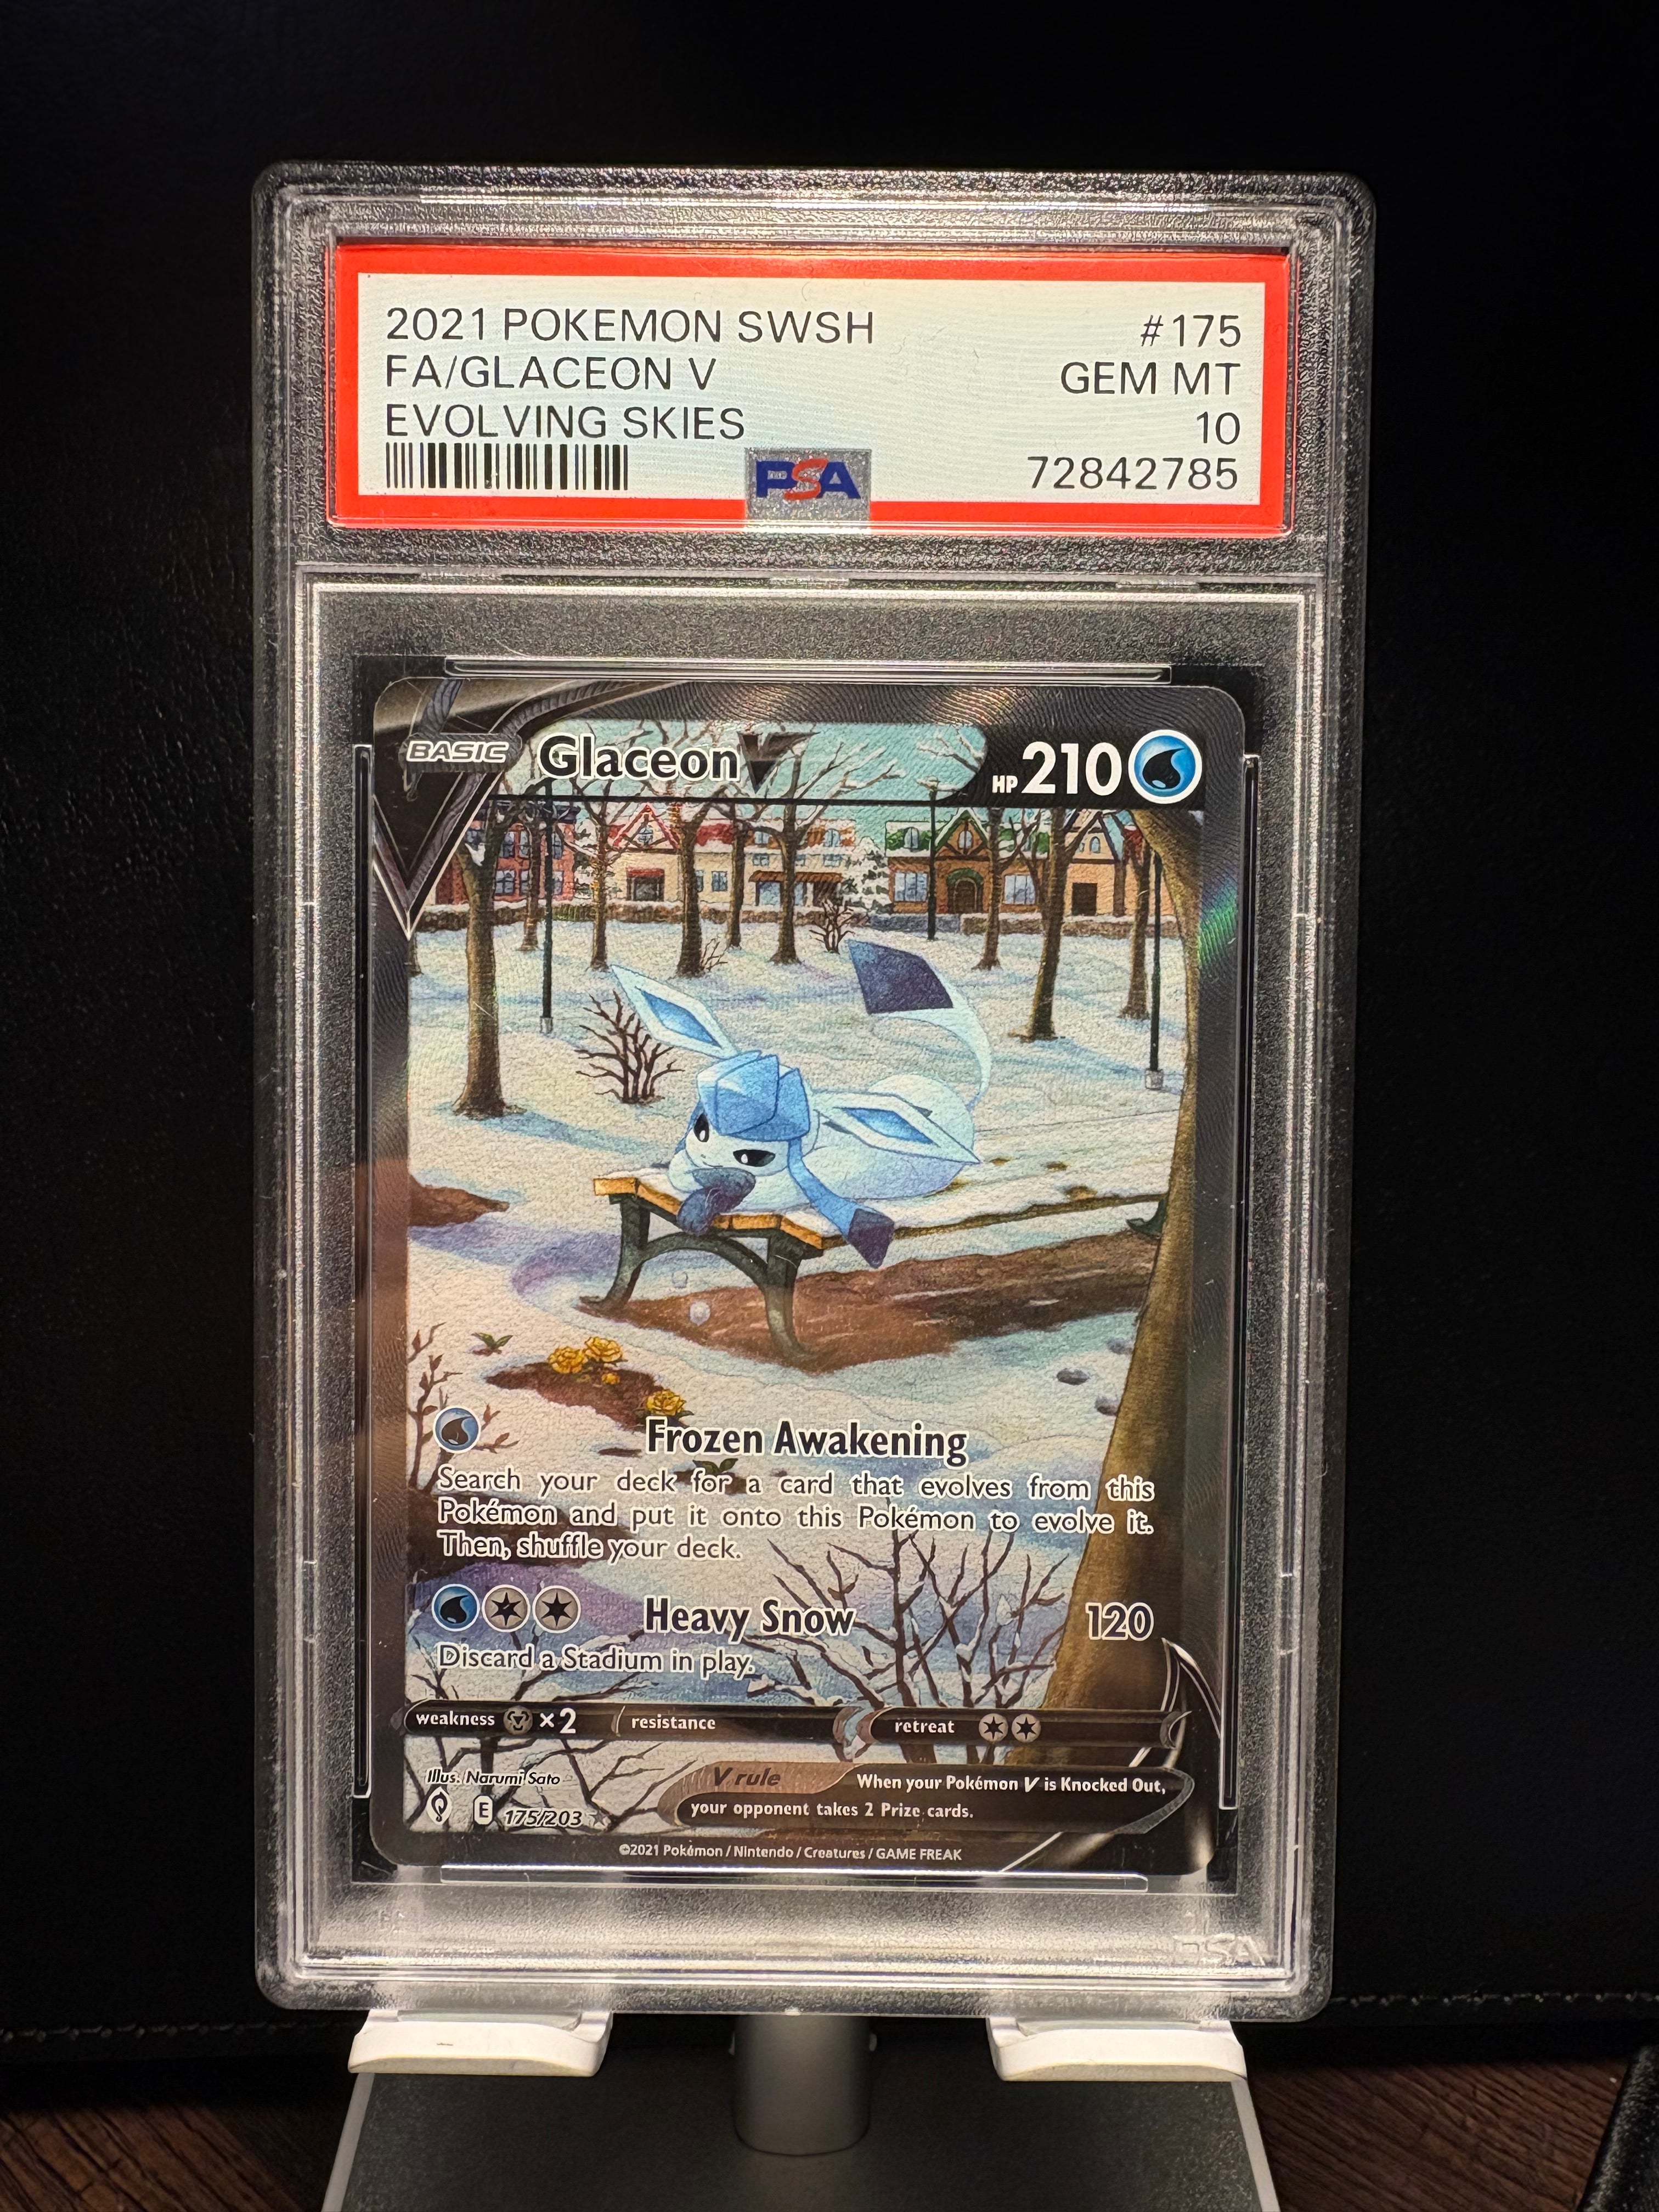 2021 POKEMON SWSH #175
FA/GLACEON V GEM MT
EVOLVING SKIES 10
PSA 72842785
BASIC Glaceon V HP 210
Frozen Awakening
Search your deck for a card that evolves from this
Pokémon and put it onto this Pokémon to evolve it.
Then, shuffle your deck.
Heavy Snow 120
Discard a Stadium in play.
weakness ×2 resistance retreat
Illus. Narumi Sato
V rule When your Pokémon V is Knocked Out,
your opponent takes 2 Prize cards.
E 175/203
©2021 Pokémon / Nintendo / Creatures / GAME FREAK
PSA